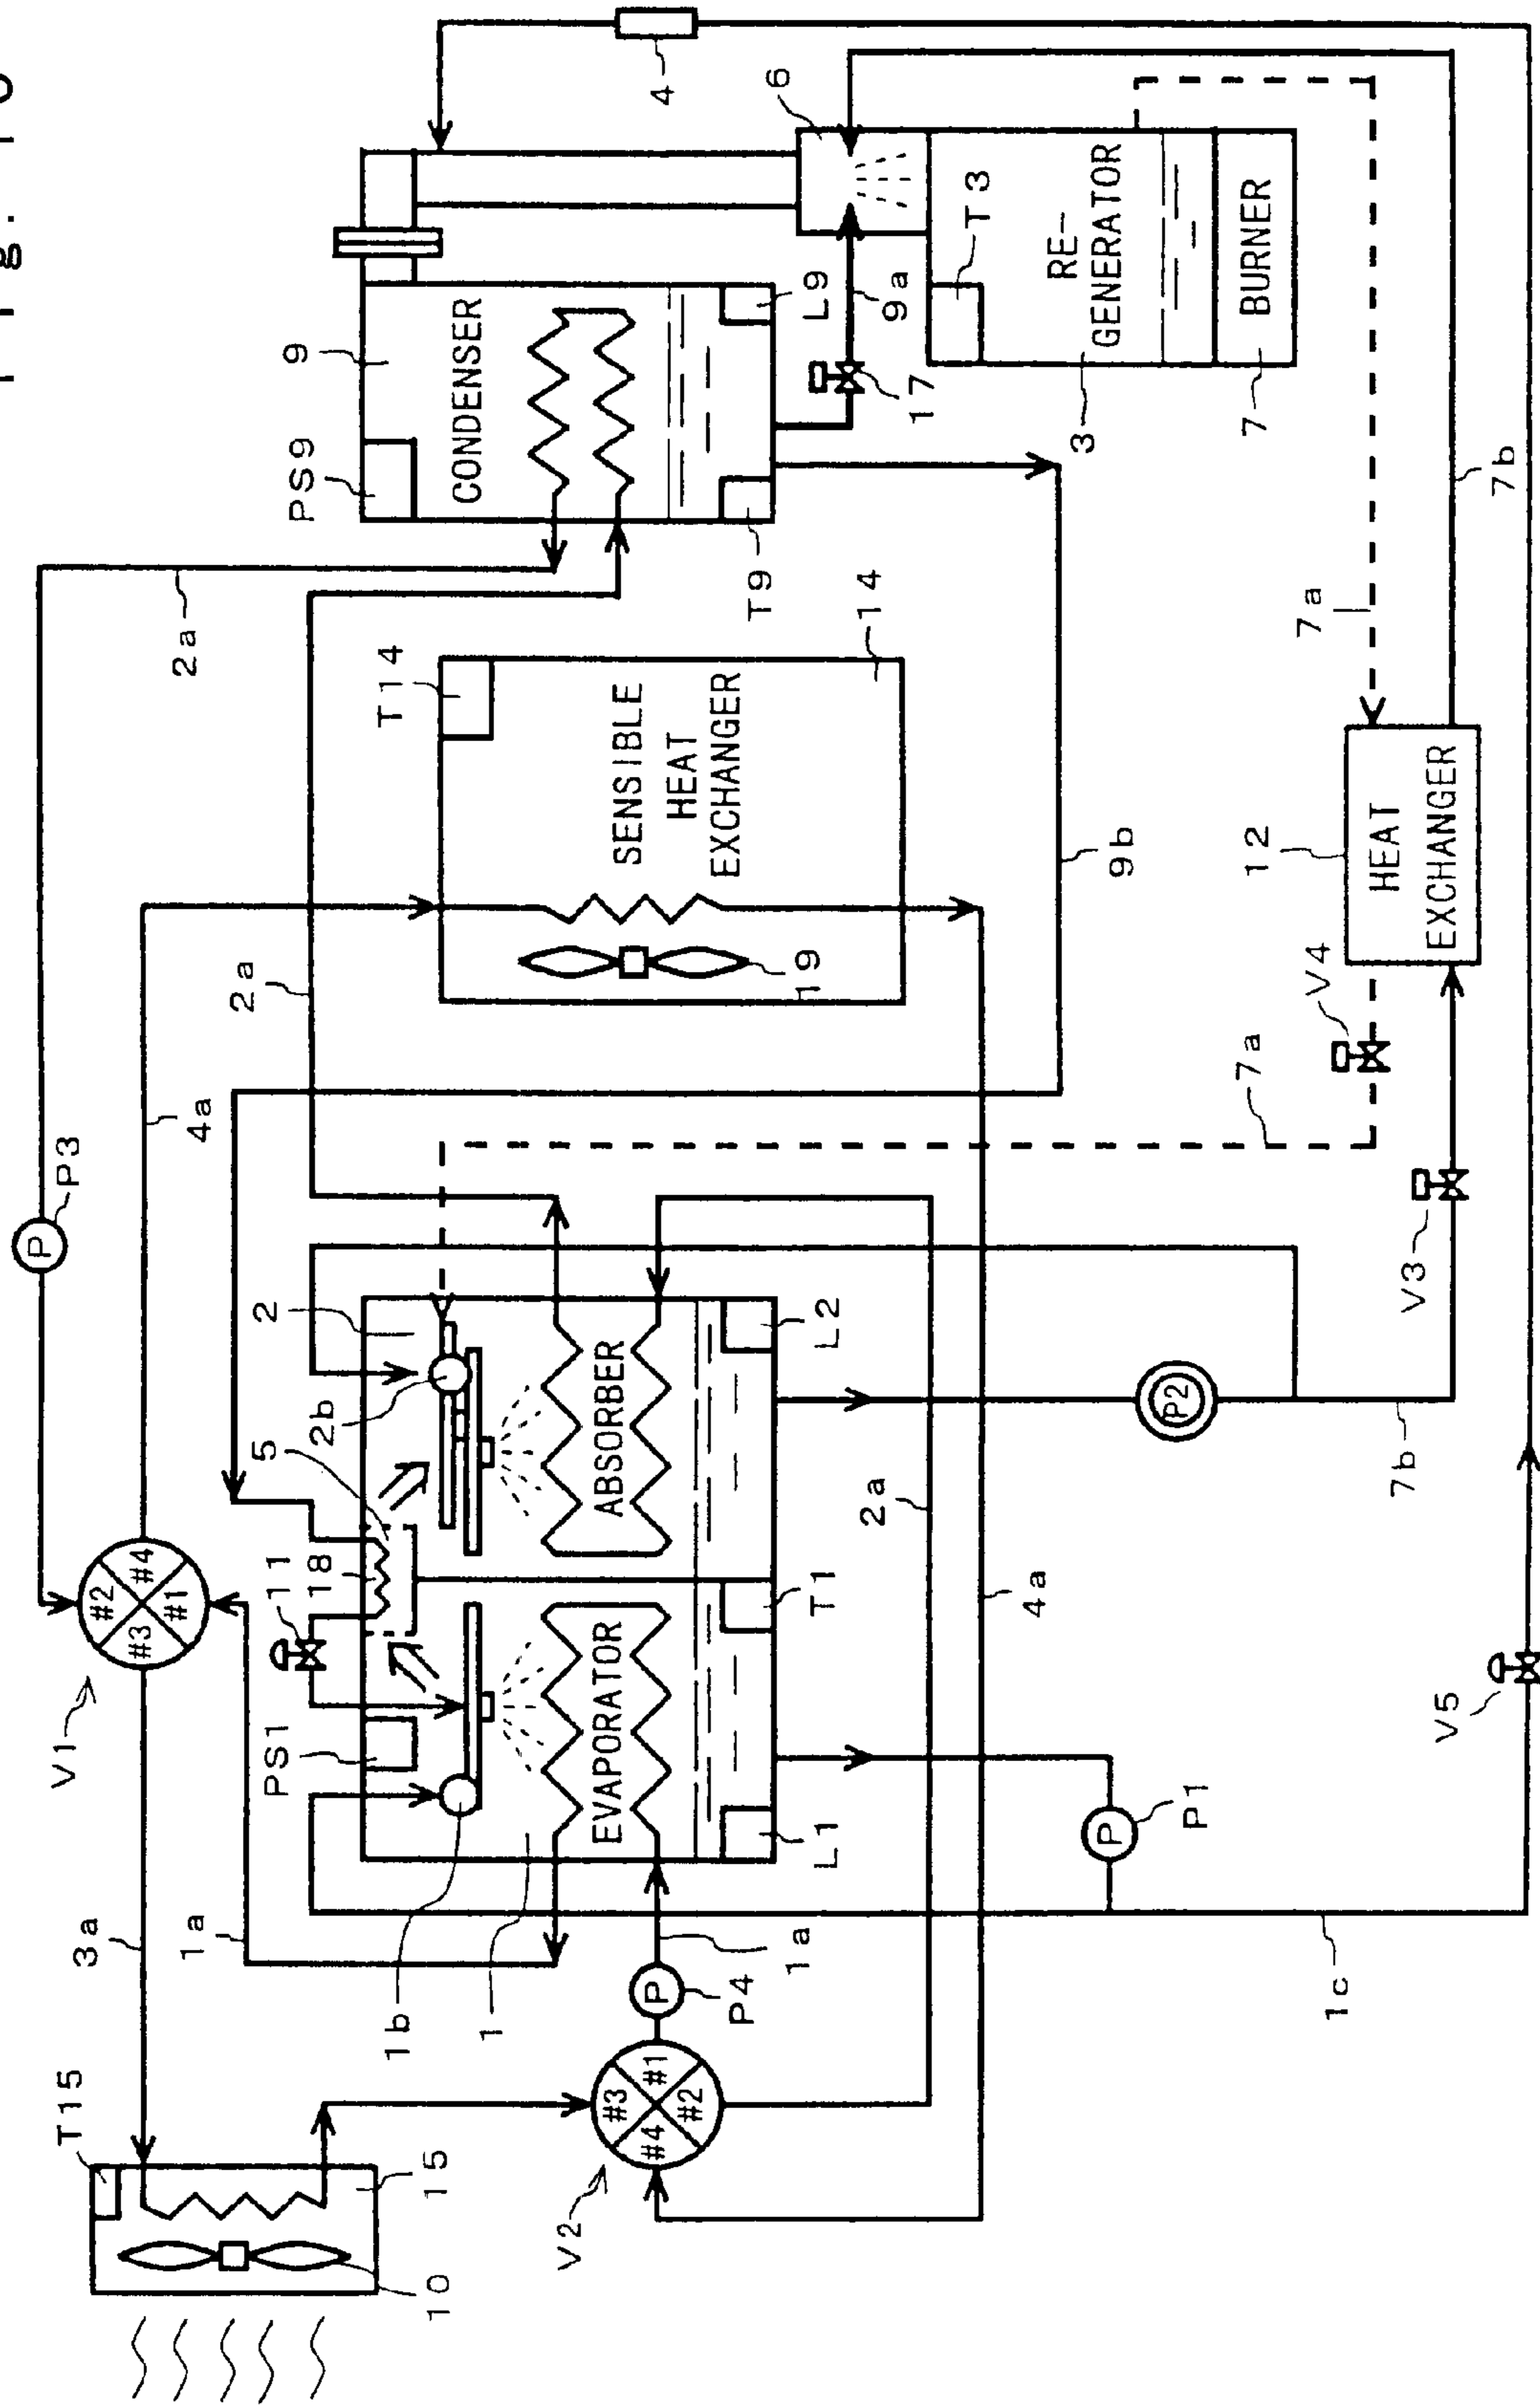 P3
V1
3a
T15
4a
2a
1a
#2
#3
#4
#1
2a
2
5
11
18
PS1
9
PS9
T14
1b
10
15
1
V2
CONDENSER
ABSORBER
EVAPORATOR
P
P
#3
#1
#4
#2
P4
SENSIBLE
HEAT
EXCHANGER
4
6
2b
T9
L9
L2
T1
L1
1a
19
14
2a
9a
17
T3
4a
RE-
GENERATOR
3
9b
P
P1
P2
BURNER
7
12
7a
7a
V4
HEAT
EXCHANGER
1c
7b
V3
7b
V5